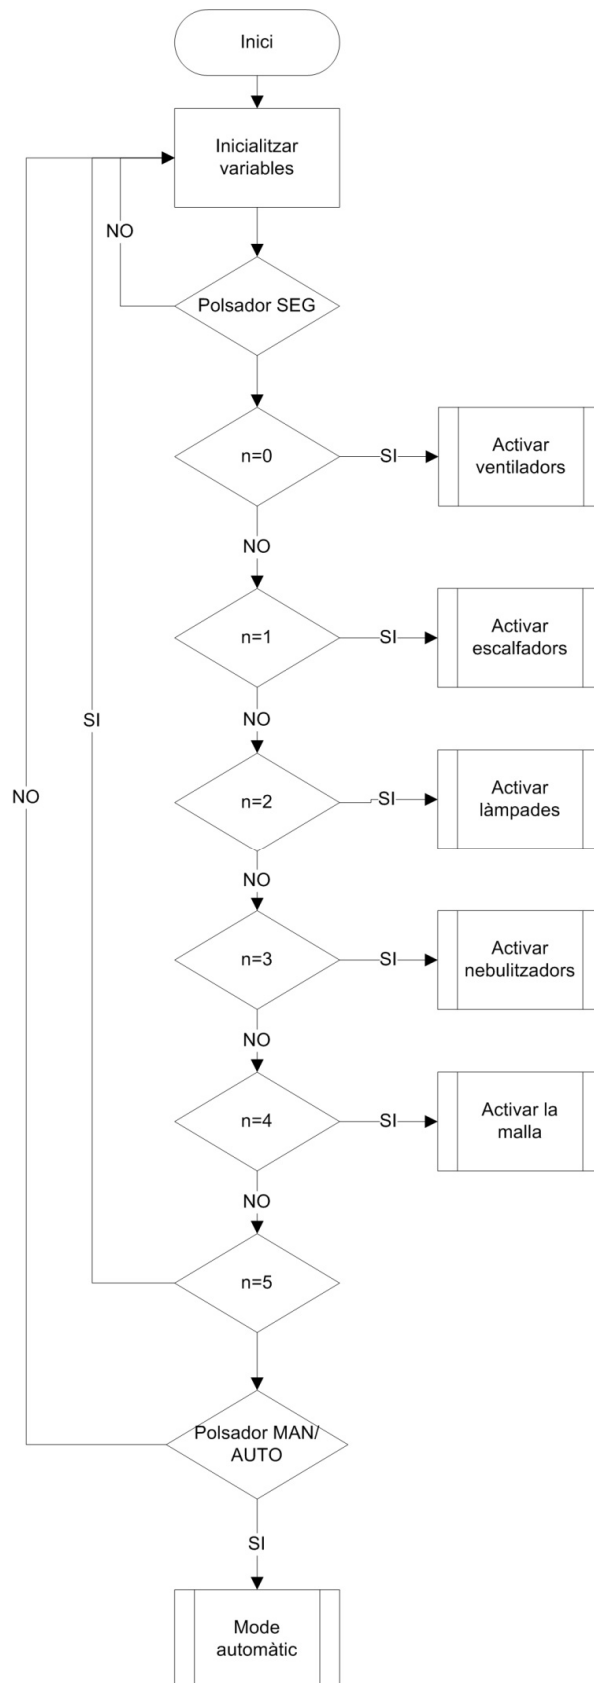 Inici
Inicialitzar
variables
NO
Polsador SEG
n=0
SI
Activar
ventiladors
NO
n=1
SI
Activar
escalfadors
NO
SI
n=2
SI
Activar
làmpades
NO
NO
n=3
SI
Activar
nebulitzadors
NO
n=4
SI
Activar la
malla
NO
n=5
Polsador MAN/
AUTO
SI
Mode
automàtic